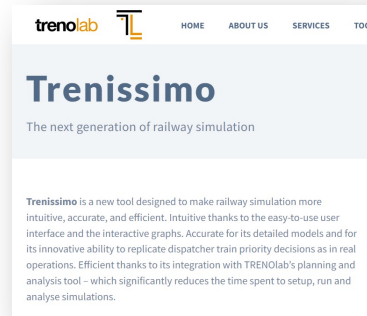 trenolab TL HOME ABOUT US SERVICES
Trenissimo
The next generation of railway simulation
Trenissimo is a new tool designed to make railway simulation more
intuitive, accurate, and efficient. Intuitive thanks to the easy-to-use user
interface and the interactive graphs. Accurate for its detailed models and for
its innovative ability to replicate dispatcher train priority decisions as in real
operations. Efficient thanks to its integration with TRENOlab's planning and
analysis tool – which significantly reduces the time spent to setup, run and
analyse simulations.